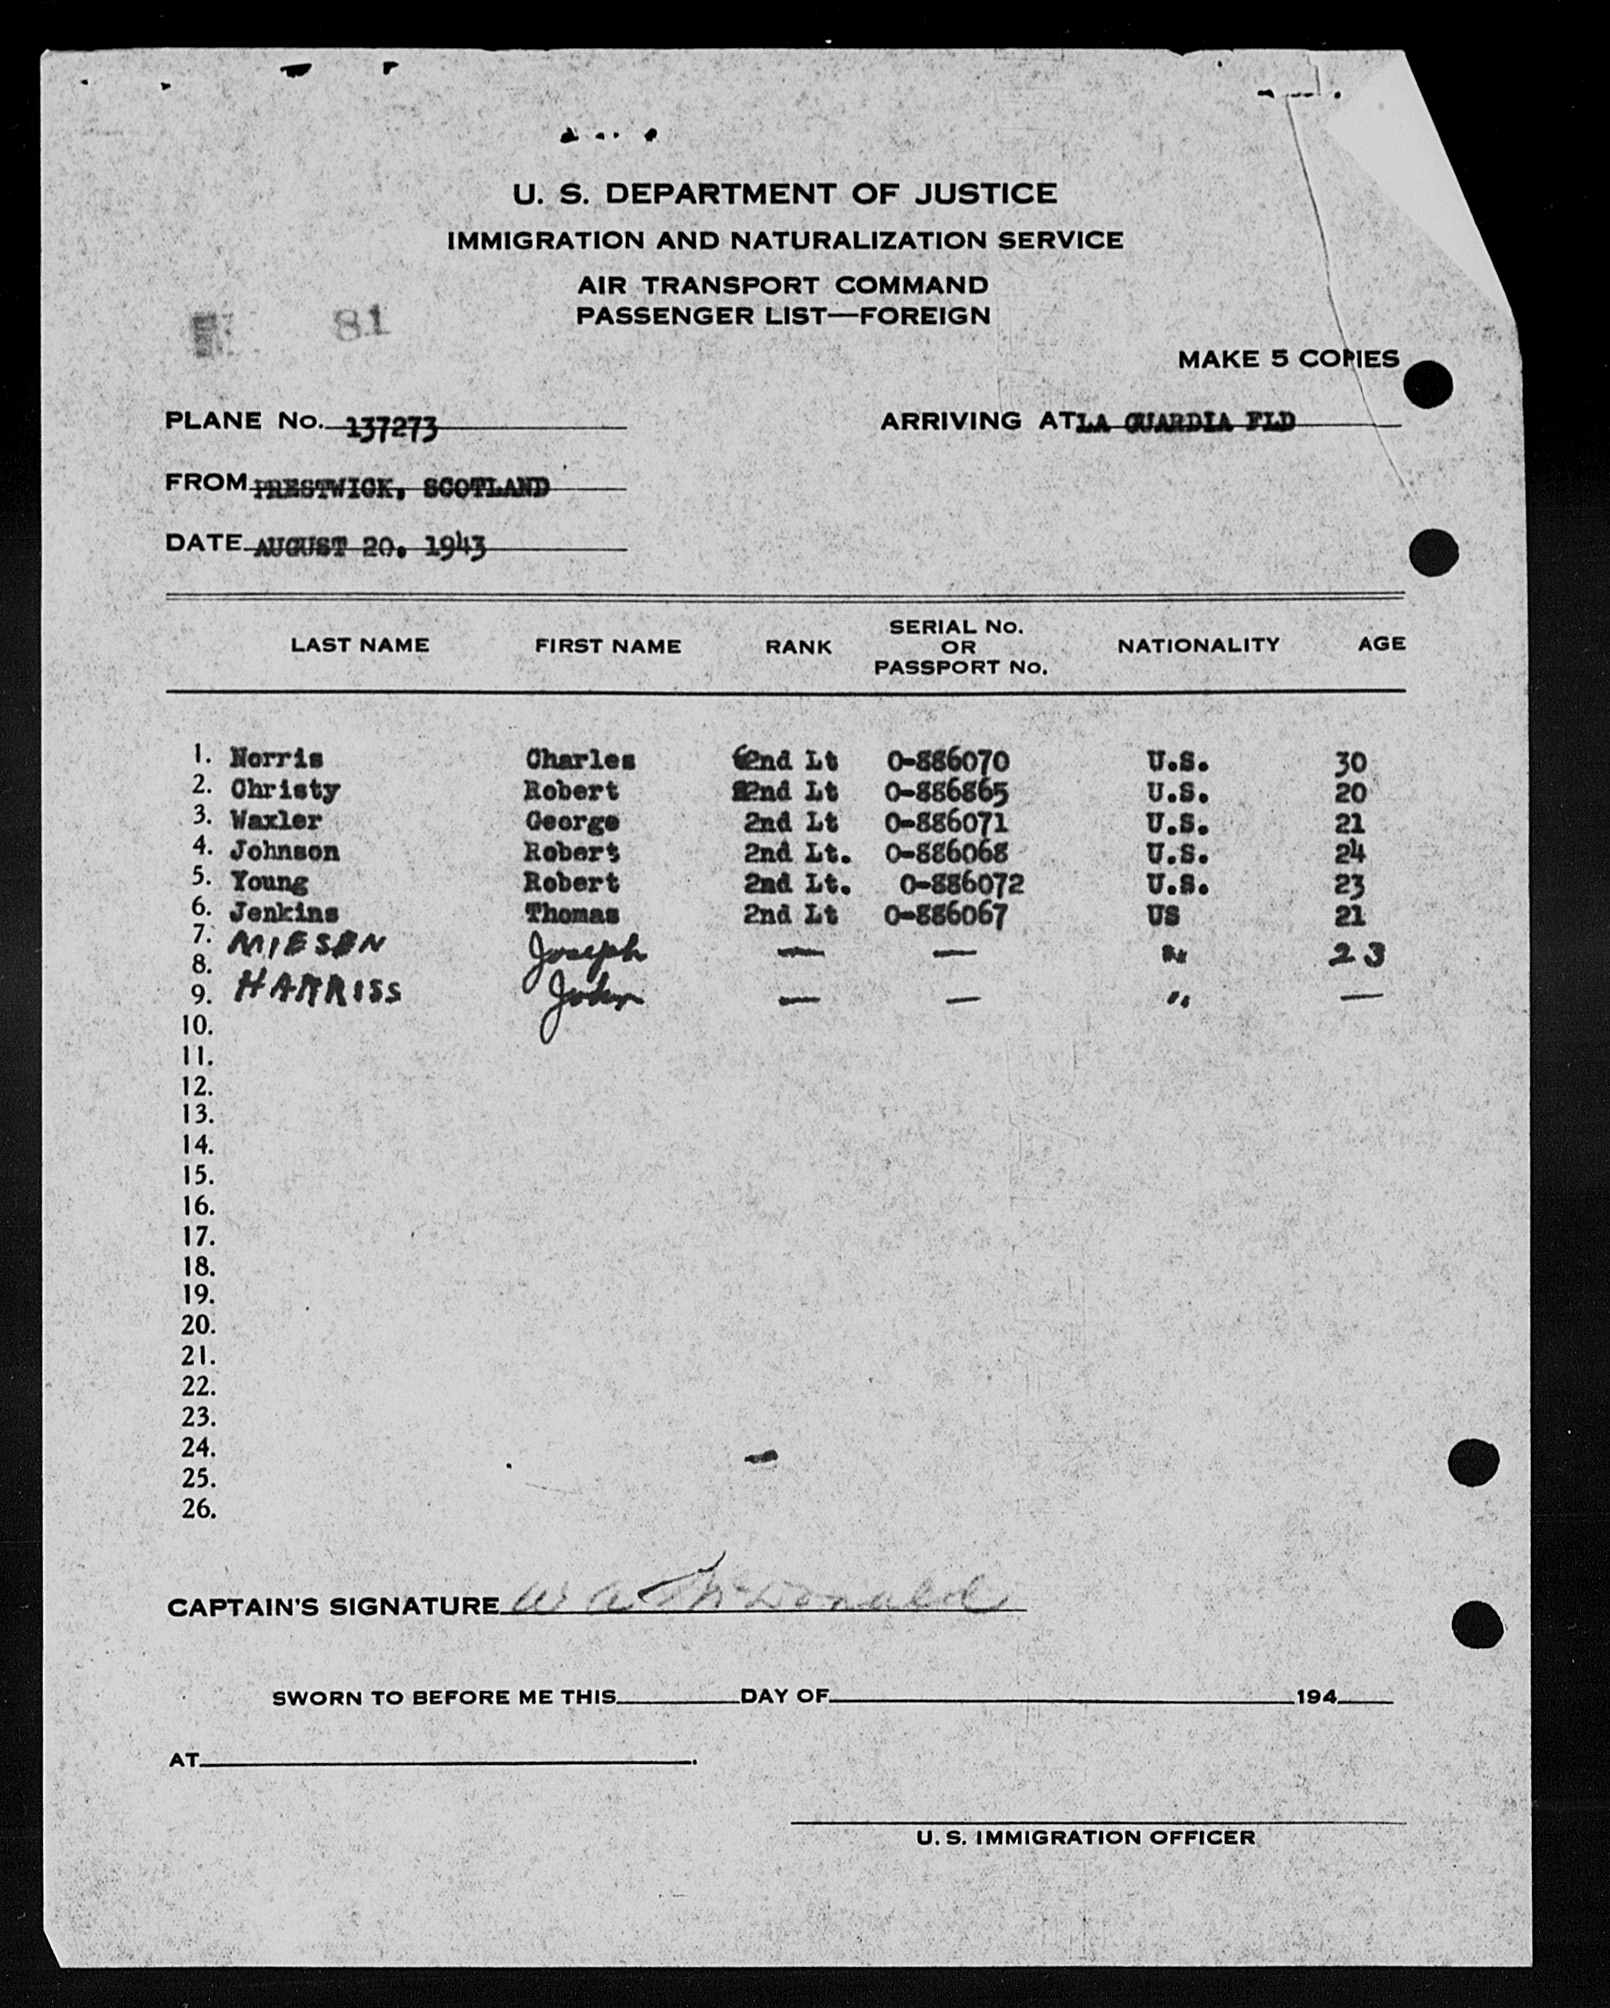 U. S. DEPARTMENT OF JUSTICE
IMMIGRATION AND NATURALIZATION SERVICE
AIR TRANSPORT COMMAND
PASSENGER LIST—FOREIGN
81
MAKE 5 COPIES
PLANE No. 137273 ARRIVING AT LA GUARDIA FLD
FROM PRESTWICK, SCOTLAND
DATE AUGUST 20, 1943
LAST NAME FIRST NAME RANK SERIAL No. OR PASSPORT No. NATIONALITY AGE
1. Norris Charles 2nd Lt 0-886070 U.S. 30
2. Christy Robert 2nd Lt 0-886865 U.S. 20
3. Waxler George 2nd Lt 0-886071 U.S. 21
4. Johnson Robert 2nd Lt. 0-886068 U.S. 24
5. Young Robert 2nd Lt. 0-886072 U.S. 23
6. Jenkins Thomas 2nd Lt 0-886067 US 21
7. MIESEN Joseph — — " 23
8.
9. HARRISS John — — " —
10.
11.
12.
13.
14.
15.
16.
17.
18.
19.
20.
21.
22.
23.
24.
25.
26.
CAPTAIN'S SIGNATURE W A McDonald
SWORN TO BEFORE ME THIS DAY OF 194
AT .
U. S. IMMIGRATION OFFICER